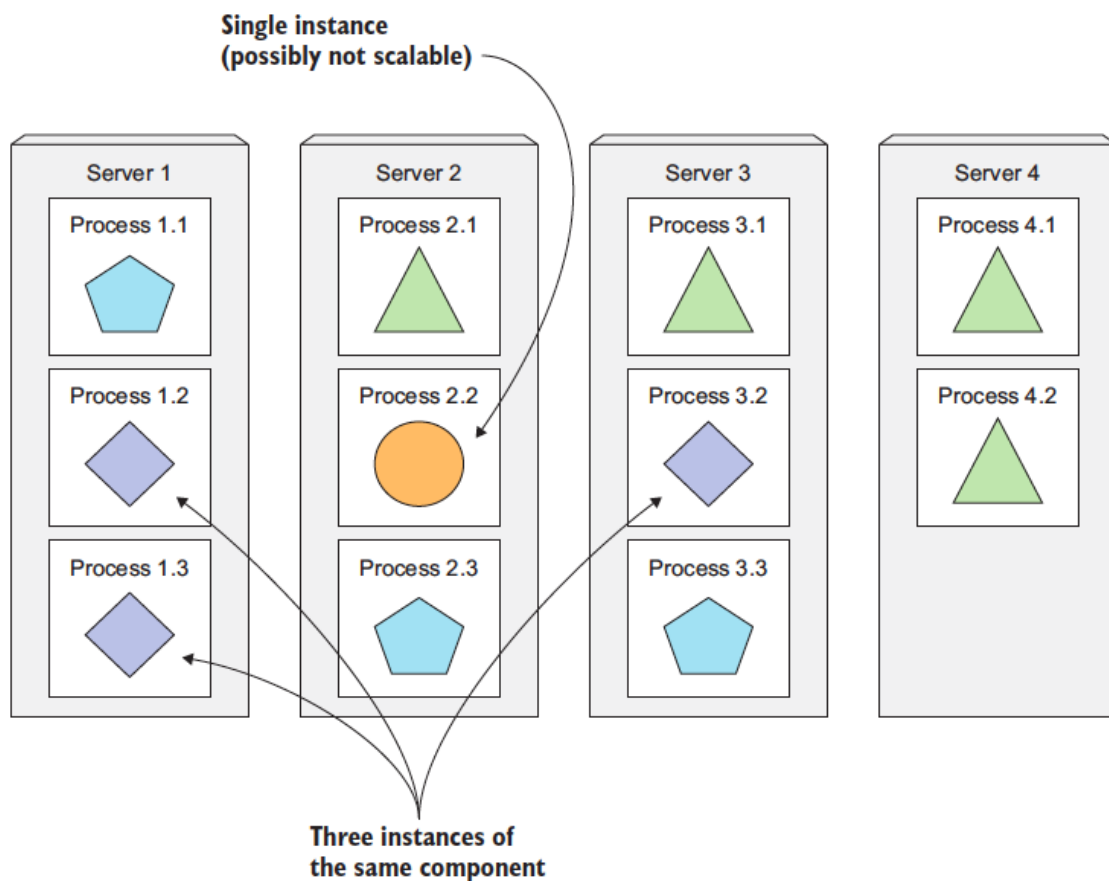 Single instance
(possibly not scalable)
Server 1
Process 1.1
Process 1.2
Process 1.3
Server 2
Process 2.1
Process 2.2
Process 2.3
Server 3
Process 3.1
Process 3.2
Process 3.3
Server 4
Process 4.1
Process 4.2
Three instances of
the same component